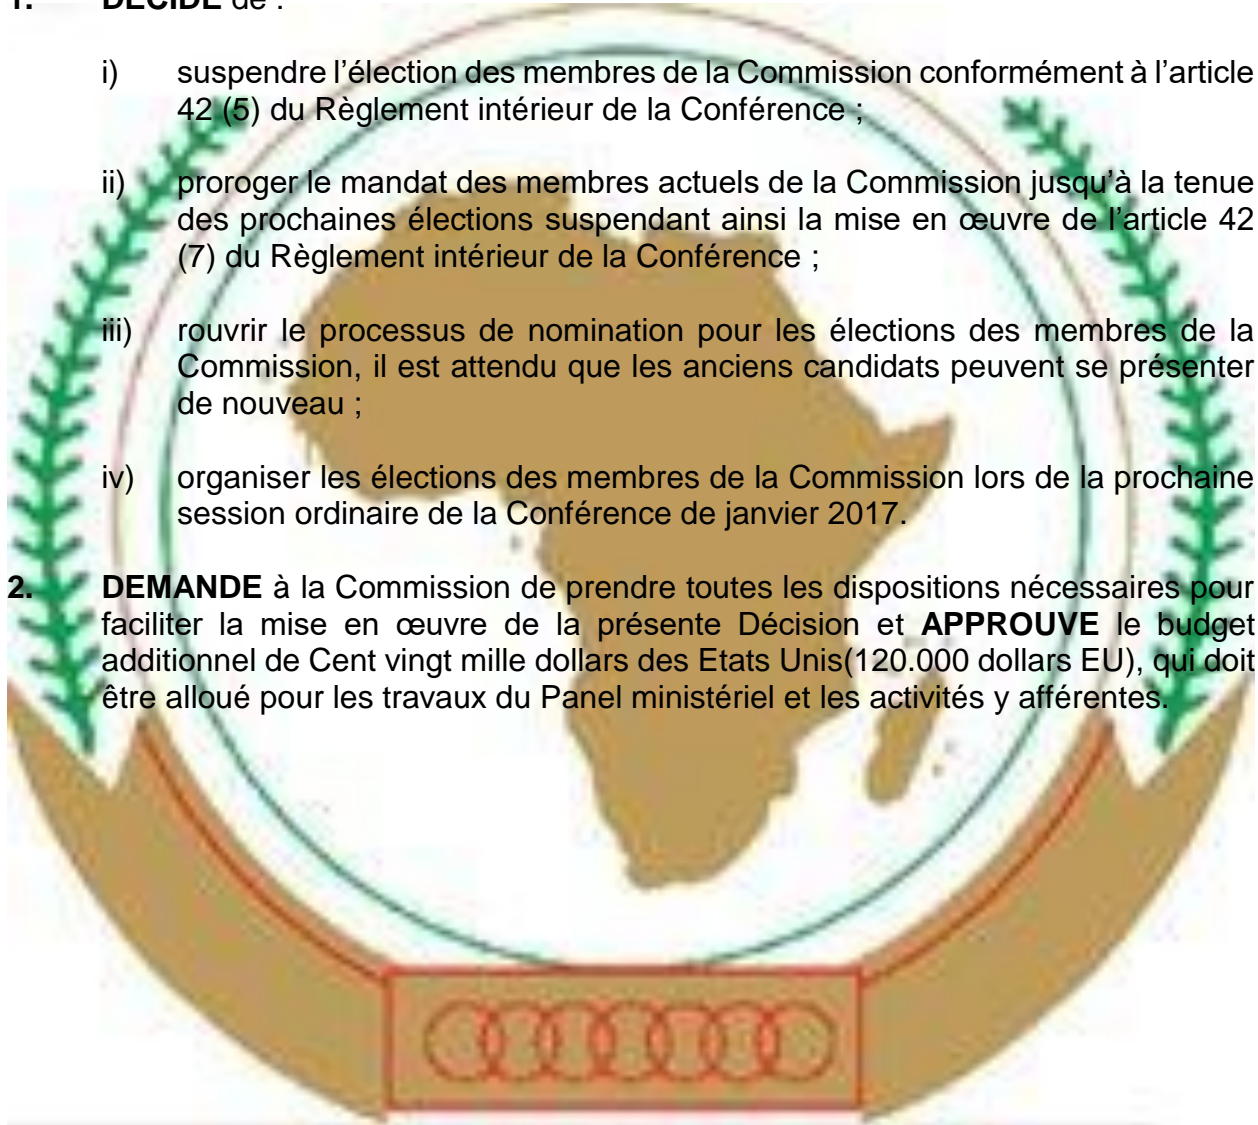 1. DECIDE de :
i) suspendre l’élection des membres de la Commission conformément à l’article
42 (5) du Règlement intérieur de la Conférence ;
ii) proroger le mandat des membres actuels de la Commission jusqu’à la tenue
des prochaines élections suspendant ainsi la mise en œuvre de l’article 42
(7) du Règlement intérieur de la Conférence ;
iii) rouvrir le processus de nomination pour les élections des membres de la
Commission, il est attendu que les anciens candidats peuvent se présenter
de nouveau ;
iv) organiser les élections des membres de la Commission lors de la prochaine
session ordinaire de la Conférence de janvier 2017.
2. DEMANDE à la Commission de prendre toutes les dispositions nécessaires pour
faciliter la mise en œuvre de la présente Décision et APPROUVE le budget
additionnel de Cent vingt mille dollars des Etats Unis(120.000 dollars EU), qui doit
être alloué pour les travaux du Panel ministériel et les activités y afférentes.